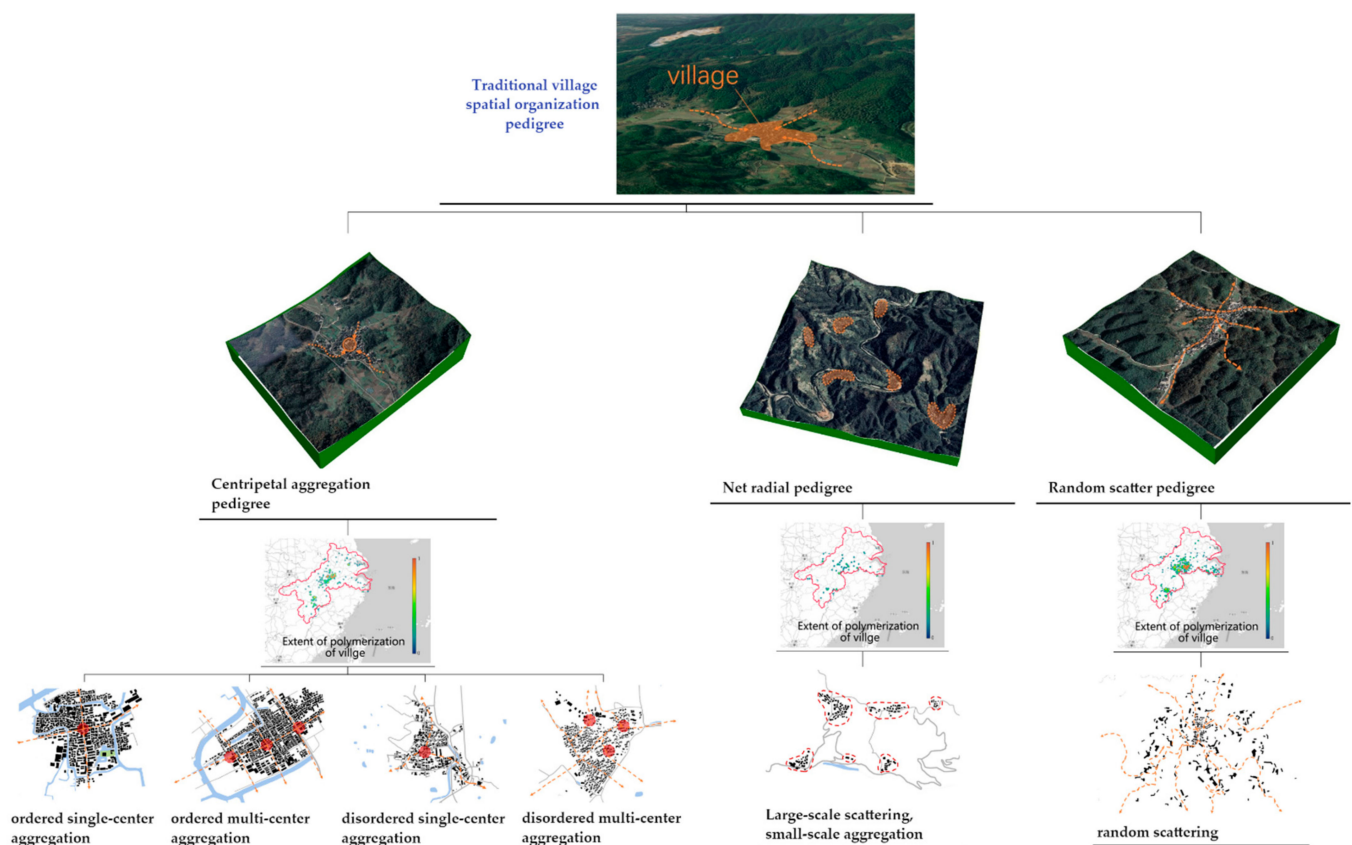 village
Traditional village
spatial organization
pedigree
Centripetal aggregation
pedigree
Net radial pedigree
Random scatter pedigree
Extent of polymerization
of villge
Extent of polymerization
of villge
Extent of polymerization
of villge
ordered single-center
aggregation
ordered multi-center
aggregation
disordered single-center
aggregation
disordered multi-center
aggregation
Large-scale scattering,
small-scale aggregation
random scattering